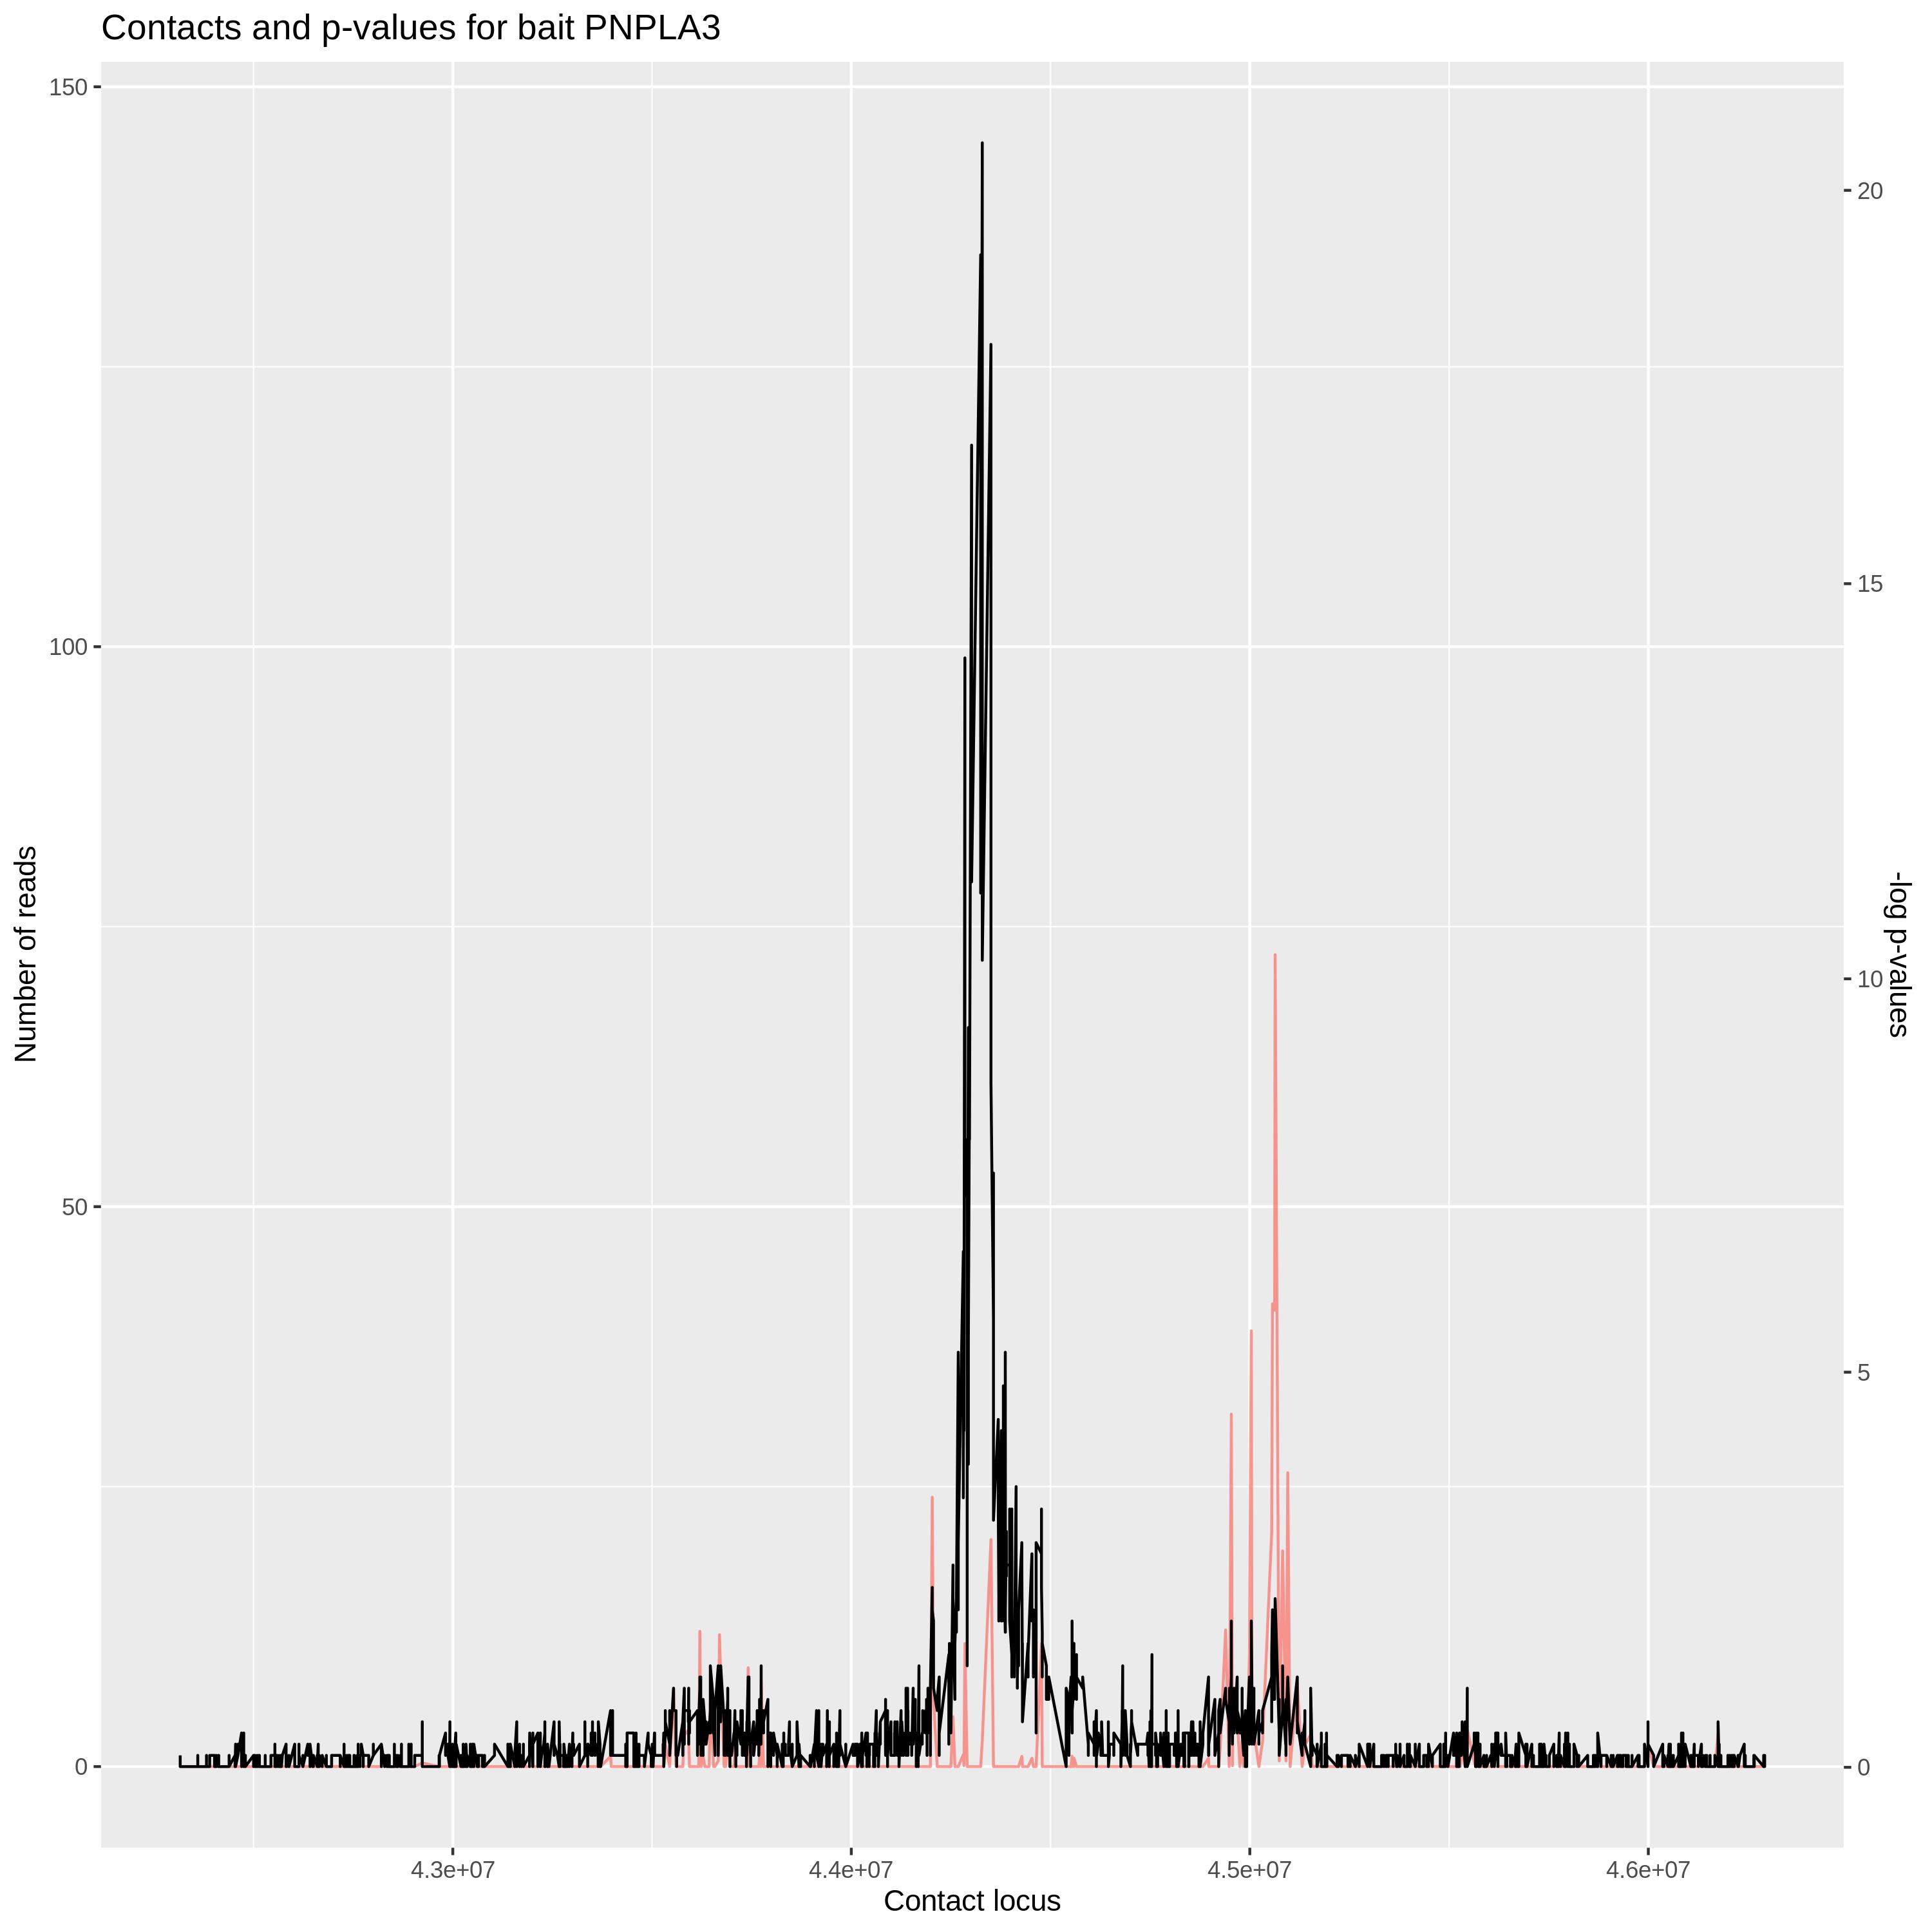 Contacts and p-values for bait PNPLA3
150
100
50
0
Number of reads
20
15
10
5
0
-log p-values
4.3e+07
4.4e+07
4.5e+07
4.6e+07
Contact locus